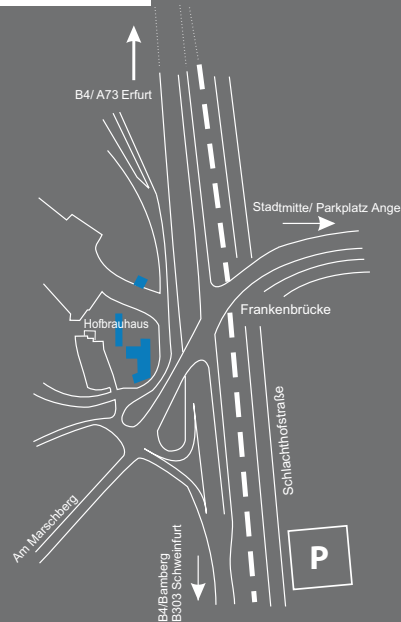 B4/ A73 Erfurt
Stadtmitte/ Parkplatz Ange
Frankenbrücke
Hofbrauhaus
Schlachthofstraße
Am Marschberg
B4/Bamberg
B303 Schweinfurt
P